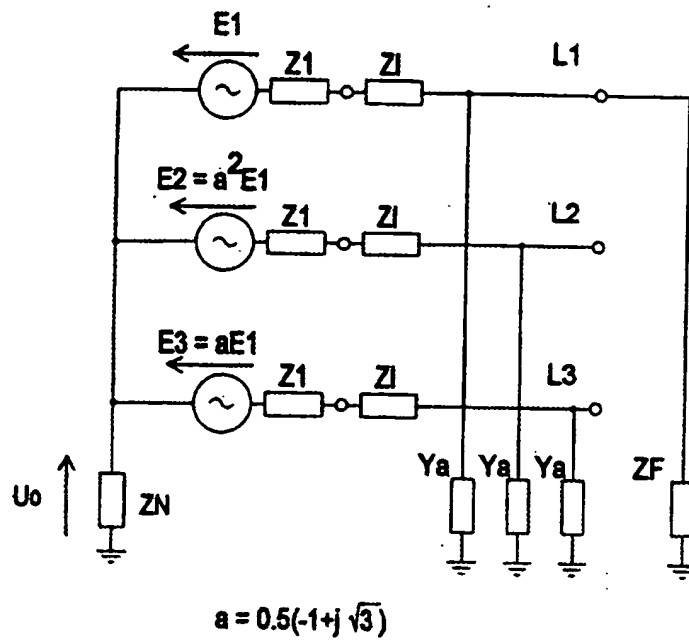 E1
Z1 Zl L1
E2 = a²E1
Z1 Zl L2
E3 = aE1
Z1 Zl L3
Ya Ya Ya ZF
Uo ZN
a = 0.5(-1+j √3)